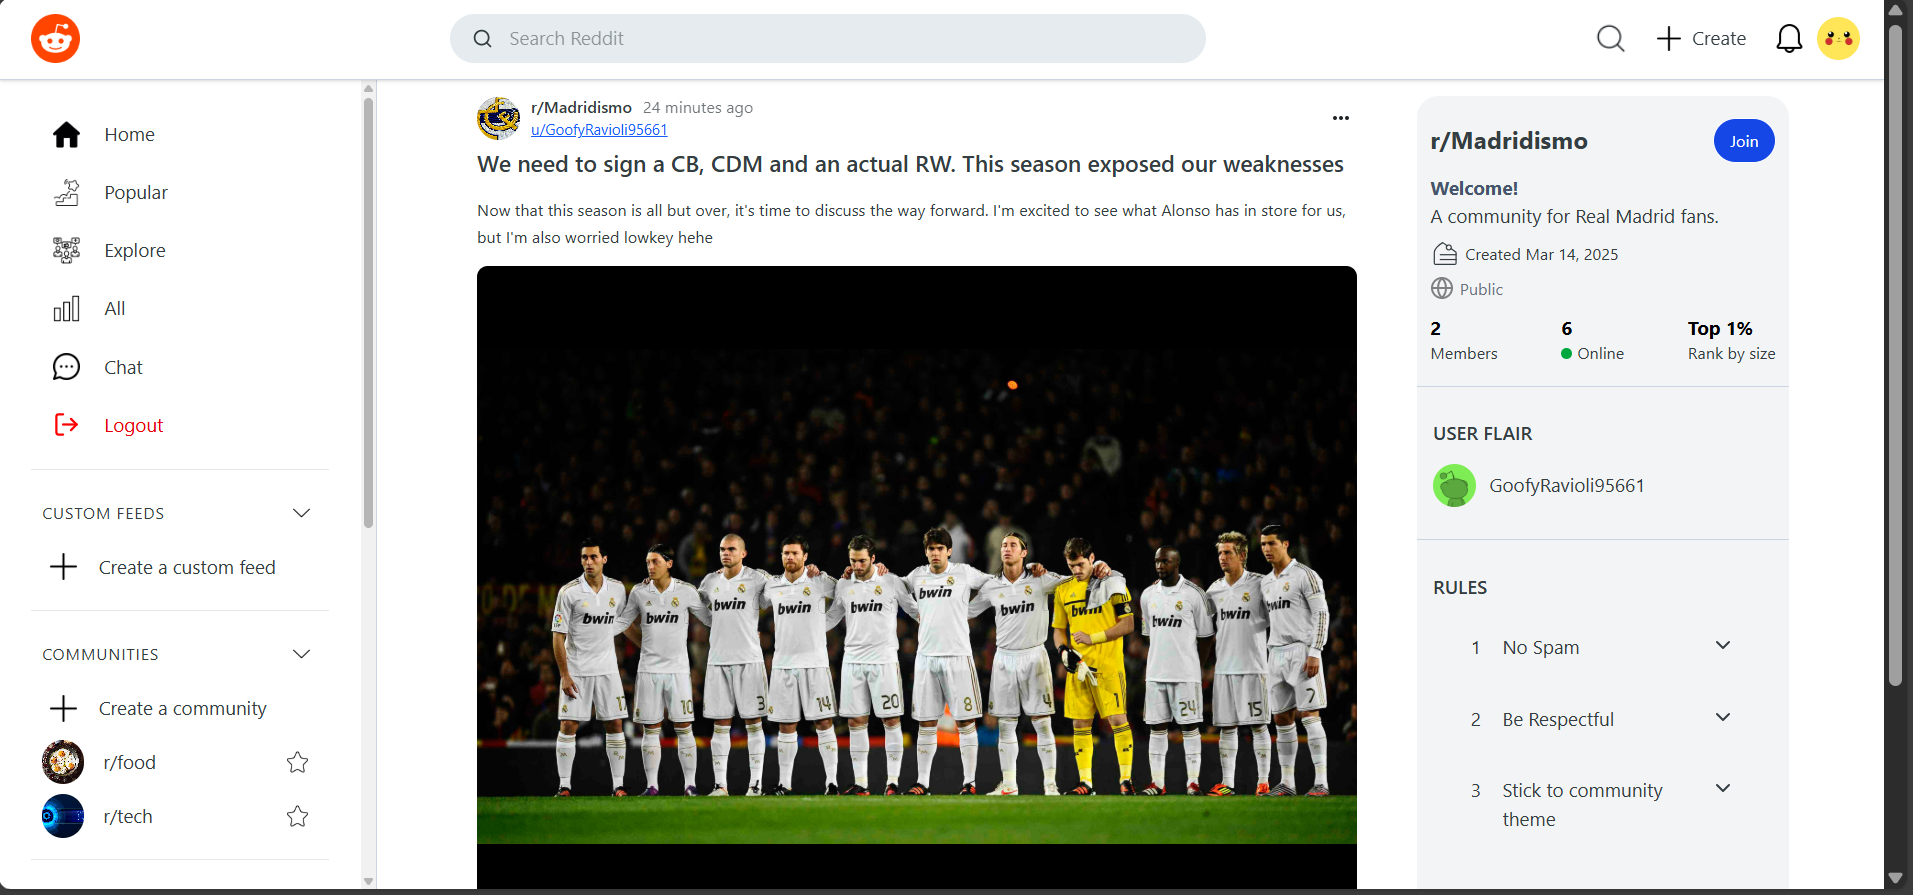 Search Reddit
Create
Home
Popular
Explore
All
Chat
Logout
CUSTOM FEEDS
Create a custom feed
COMMUNITIES
Create a community
r/food
r/tech
r/Madridismo 24 minutes ago
u/GoofyRavioli95661
We need to sign a CB, CDM and an actual RW. This season exposed our weaknesses
Now that this season is all but over, it's time to discuss the way forward. I'm excited to see what Alonso has in store for us,
but I'm also worried lowkey hehe
bwin bwin bwin bwin bwin bwin bwin bwin bwin bwin bwin
17 10 3 14 20 8 4 1 24 15 7
r/Madridismo
Join
Welcome!
A community for Real Madrid fans.
Created Mar 14, 2025
Public
2 6 Top 1%
Members Online Rank by size
USER FLAIR
GoofyRavioli95661
RULES
1 No Spam
2 Be Respectful
3 Stick to community
theme